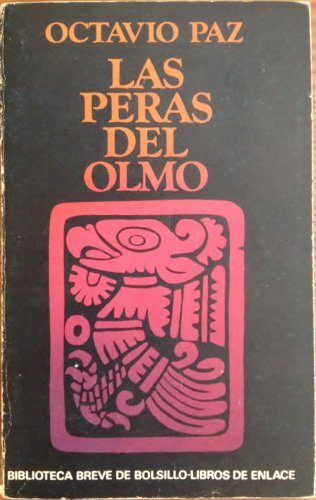 OCTAVIO PAZ
LAS
PERAS
DEL
OLMO
BIBLIOTECA BREVE DE BOLSILLO-LIBROS DE ENLACE